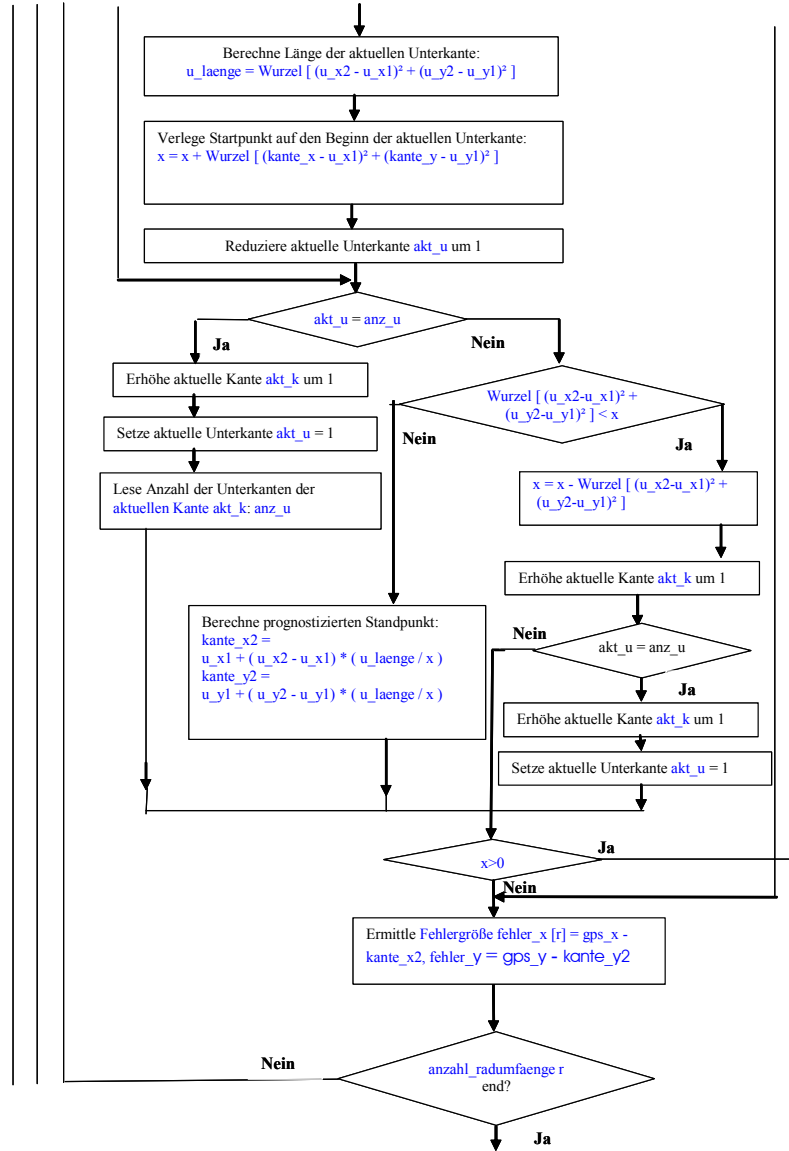 Berechne Länge der aktuellen Unterkante:
u_laenge = Wurzel [ (u_x2 - u_x1)² + (u_y2 - u_y1)² ]
Verlege Startpunkt auf den Beginn der aktuellen Unterkante:
x = x + Wurzel [ (kante_x - u_x1)² + (kante_y - u_y1)² ]
Reduziere aktuelle Unterkante akt_u um 1
akt_u = anz_u
Ja
Nein
Erhöhe aktuelle Kante akt_k um 1
Wurzel [ (u_x2-u_x1)² +
(u_y2-u_y1)² ] < x
Setze aktuelle Unterkante akt_u = 1
Nein
Ja
Lese Anzahl der Unterkanten der
aktuellen Kante akt_k: anz_u
x = x - Wurzel [ (u_x2-u_x1)² +
(u_y2-u_y1)² ]
Erhöhe aktuelle Kante akt_k um 1
Berechne prognostizierten Standpunkt:
kante_x2 =
u_x1 + ( u_x2 - u_x1) * ( u_laenge / x )
kante_y2 =
u_y1 + ( u_y2 - u_y1) * ( u_laenge / x )
Nein
akt_u = anz_u
Ja
Erhöhe aktuelle Kante akt_k um 1
Setze aktuelle Unterkante akt_u = 1
x>0
Ja
Nein
Ermittle Fehlergröße fehler_x [r] = gps_x -
kante_x2, fehler_y = gps_y - kante_y2
Nein
anzahl_radumfaenge r
end?
Ja